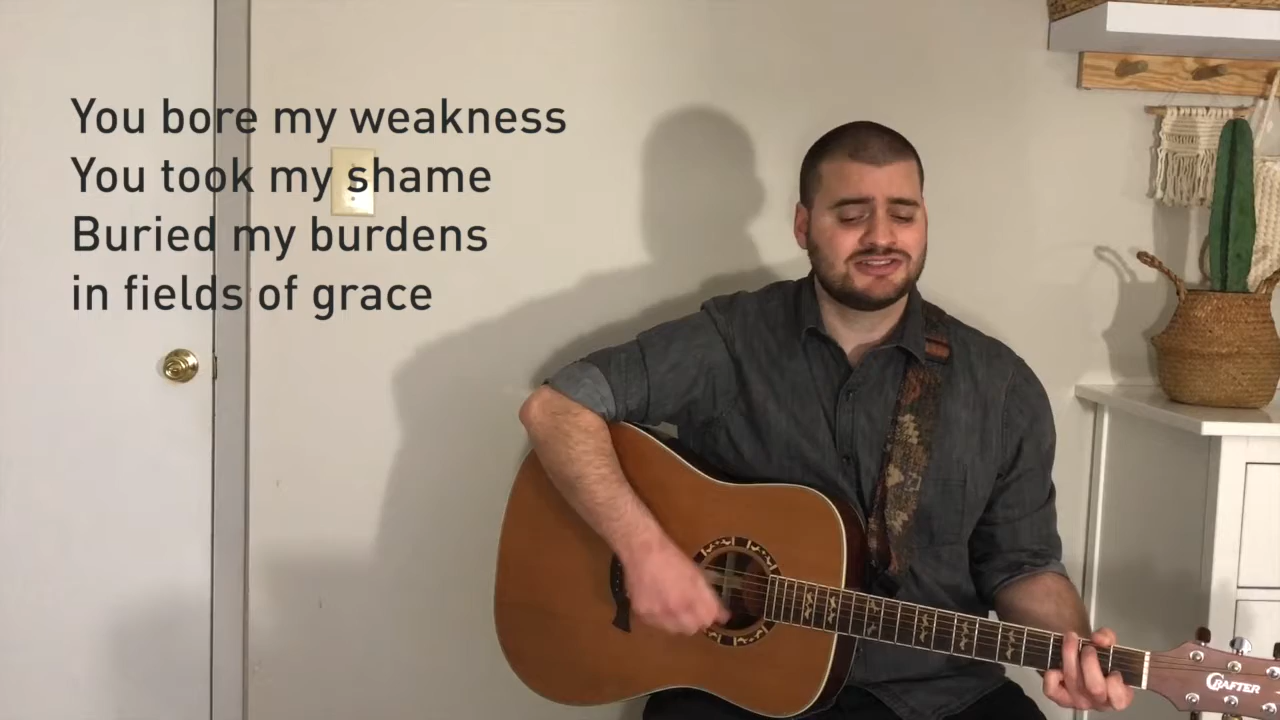 You bore my weakness
You took my shame
Buried my burdens
in fields of grace
CRAFTER